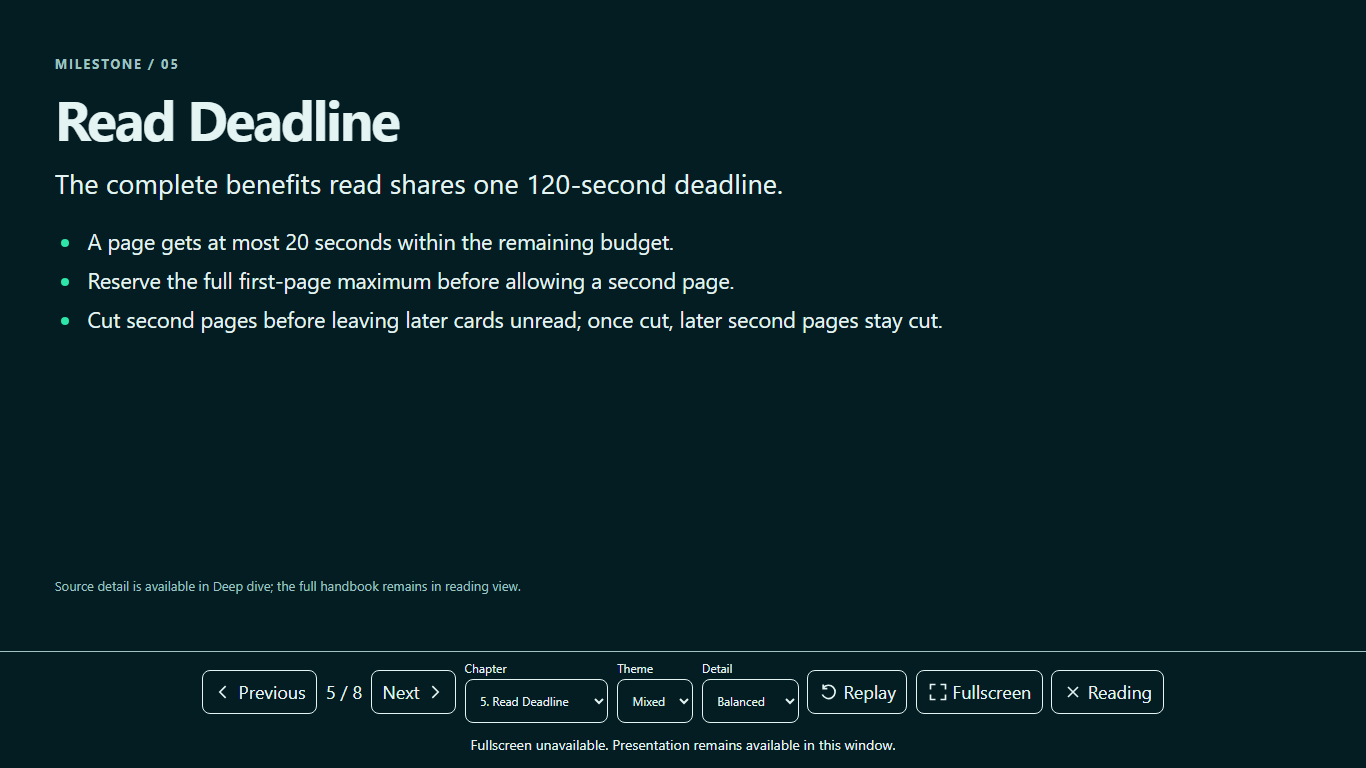 MILESTONE / 05
Read Deadline
The complete benefits read shares one 120-second deadline.
A page gets at most 20 seconds within the remaining budget.
Reserve the full first-page maximum before allowing a second page.
Cut second pages before leaving later cards unread; once cut, later second pages stay cut.
Source detail is available in Deep dive; the full handbook remains in reading view.
Chapter
Theme
Detail
Previous
5 / 8
Next
5. Read Deadline
Mixed
Balanced
Replay
Fullscreen
Reading
Fullscreen unavailable. Presentation remains available in this window.